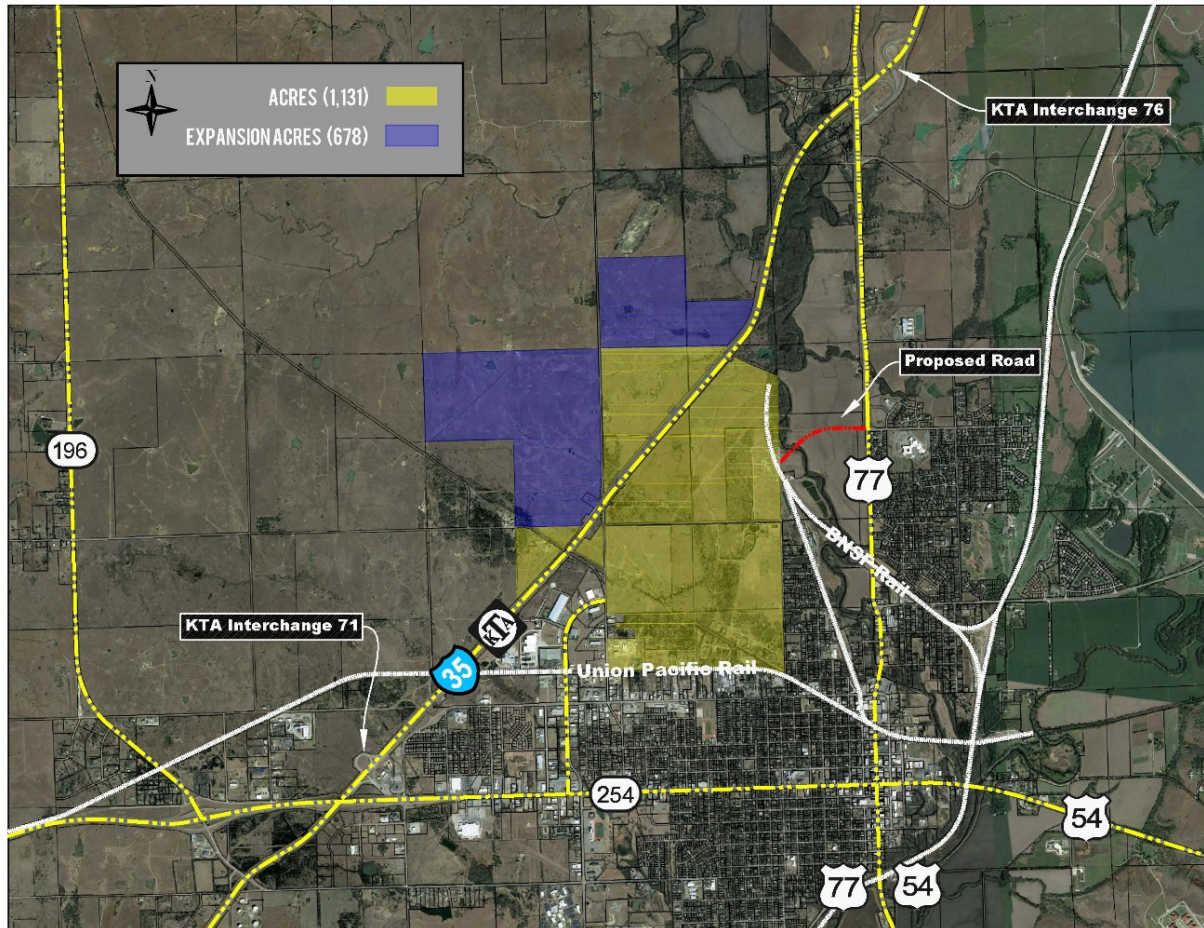 N
ACRES (1,131)
EXPANSION ACRES (678)
KTA Interchange 76
Proposed Road
196
77
BNSF Rail
KTA Interchange 71
KTA
35
Union Pacific Rail
254
54
77
54